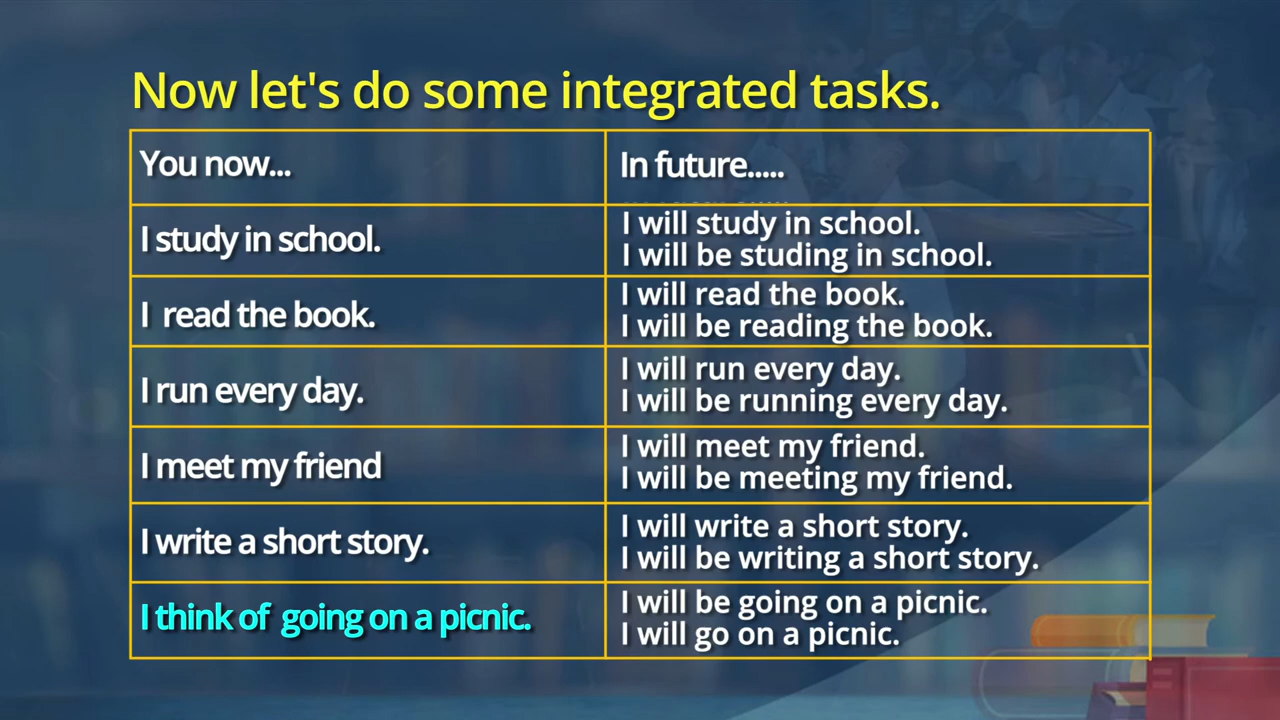 Now let's do some integrated tasks.
You now...
In future.....
I study in school.
I will study in school.
I will be studing in school.
I  read the book.
I will read the book.
I will be reading the book.
I run every day.
I will run every day.
I will be running every day.
I meet my friend
I will meet my friend.
I will be meeting my friend.
I write a short story.
I will write a short story.
I will be writing a short story.
I think of  going on a picnic.
I will be going on a picnic.
I will go on a picnic.